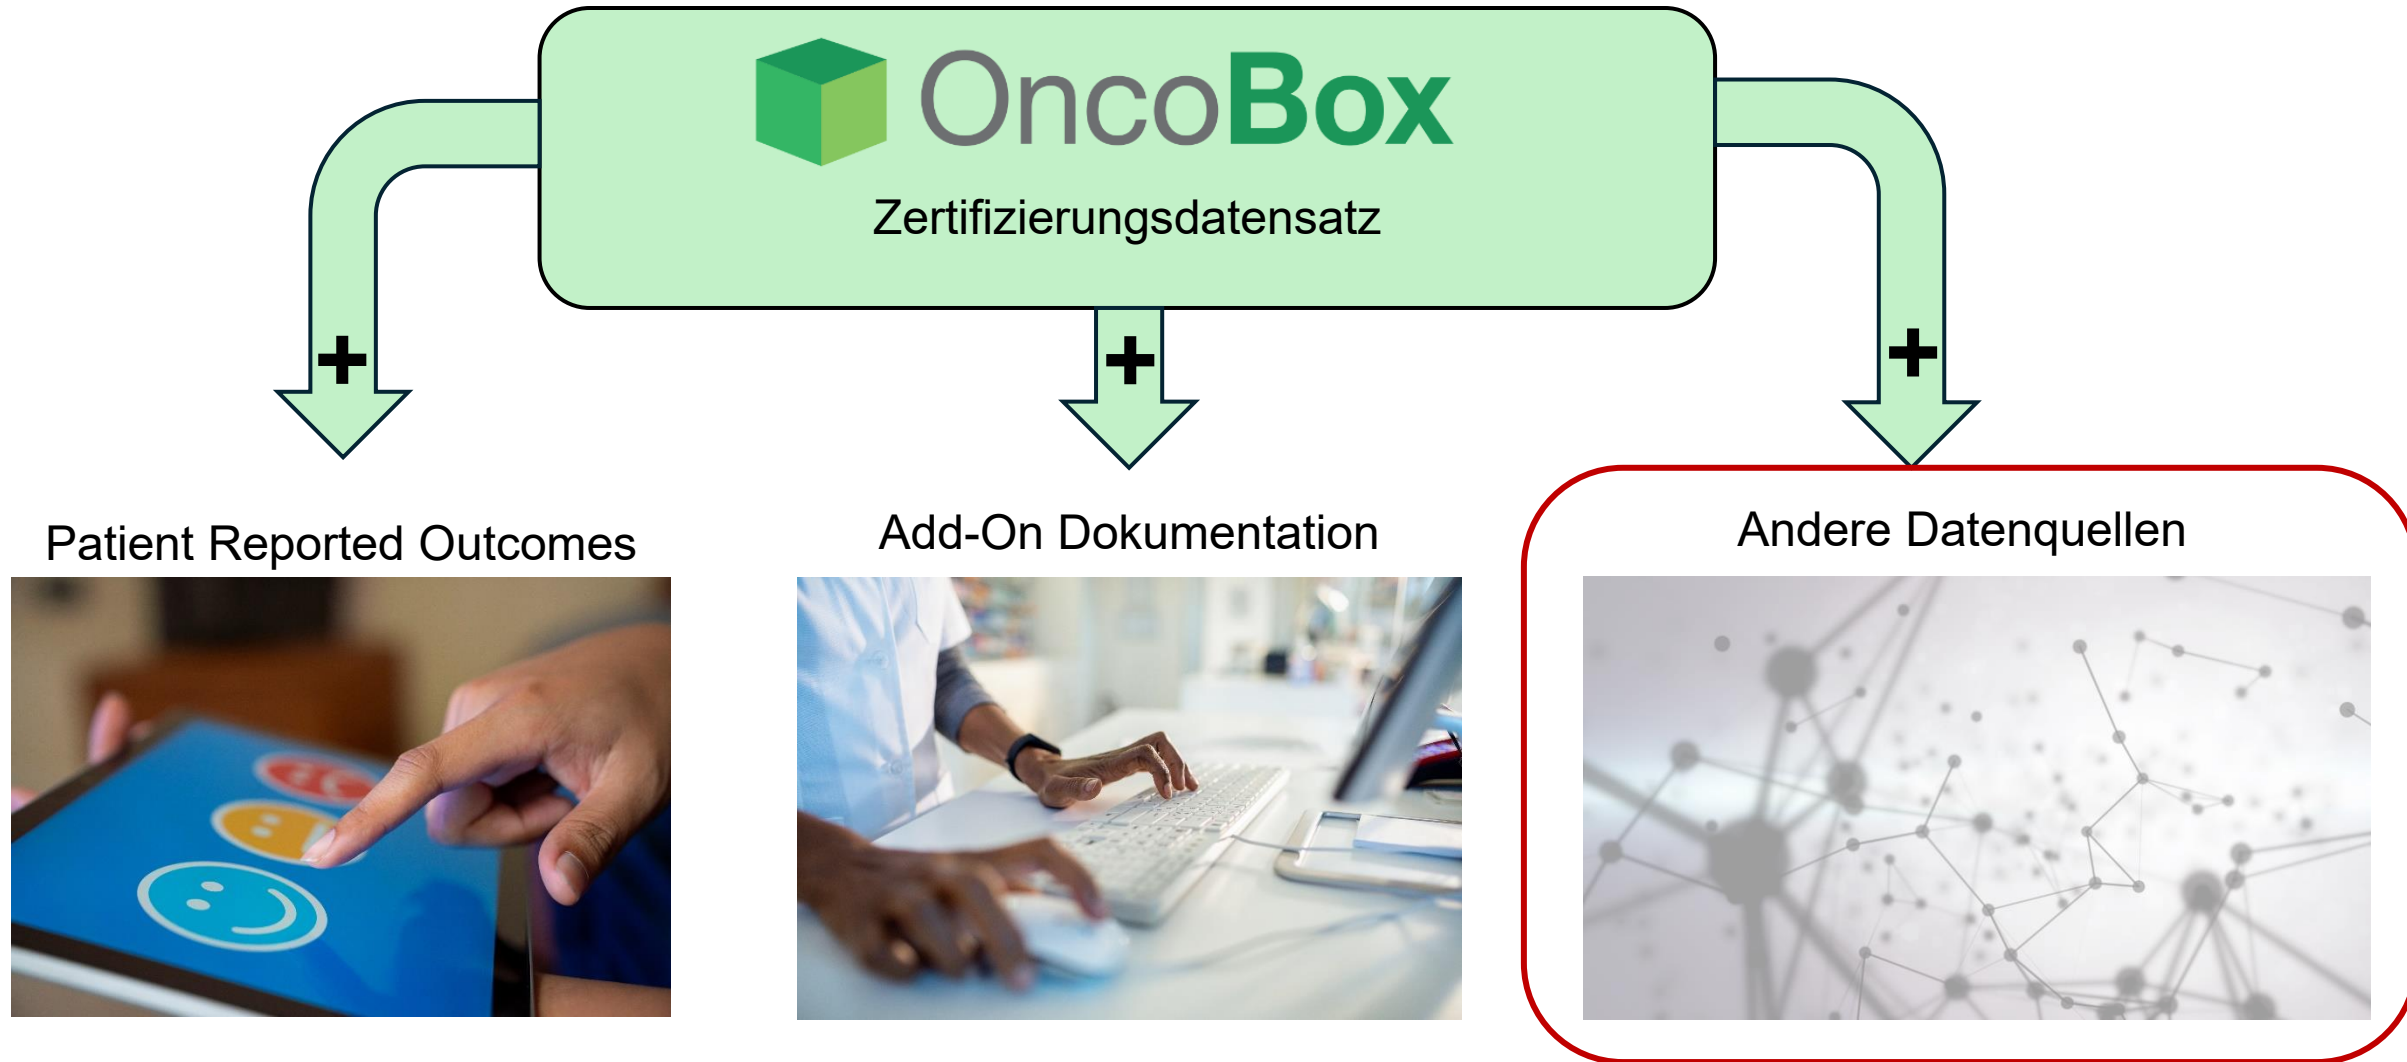 OncoBox
Zertifizierungsdatensatz
+
+
+
Patient Reported Outcomes
Add-On Dokumentation
Andere Datenquellen